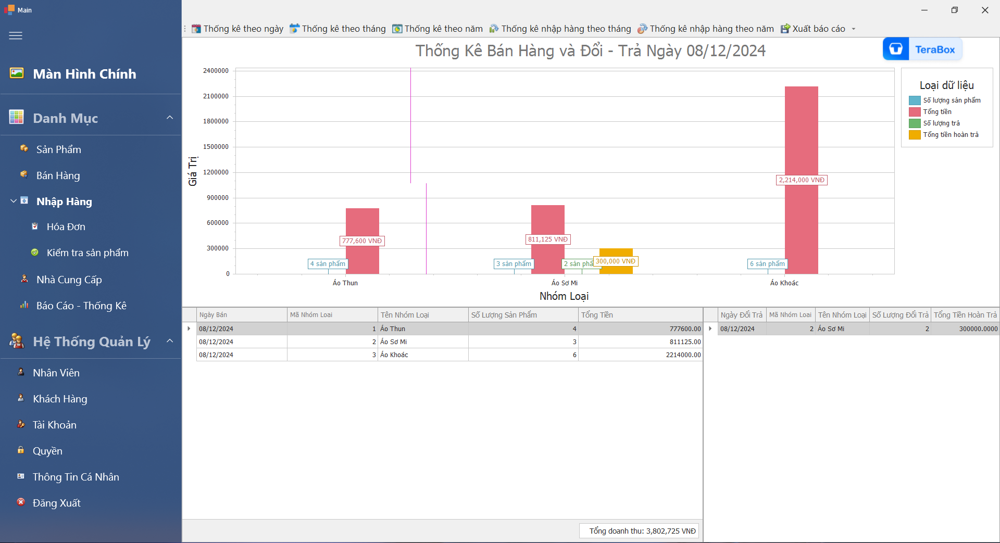 Main
Màn Hình Chính
Danh Mục
Sản Phẩm
Bán Hàng
Nhập Hàng
Hóa Đơn
Kiểm tra sản phẩm
Nhà Cung Cấp
Báo Cáo - Thống Kê
Hệ Thống Quản Lý
Nhân Viên
Khách Hàng
Tài Khoản
Quyền
Thông Tin Cá Nhân
Đăng Xuất
Thống kê theo ngày Thống kê theo tháng Thống kê theo năm Thống kê nhập hàng theo tháng Thống kê nhập hàng theo năm Xuất báo cáo
Thống Kê Bán Hàng và Đổi - Trả Ngày 08/12/2024
TeraBox
Giá Trị
2400000
2100000
1800000
1500000
1200000
900000
600000
300000
0
2,214,000 VNĐ
777,600 VNĐ
811,125 VNĐ
300,000 VNĐ
4 sản phẩm
3 sản phẩm
2 sản phẩ
6 sản phẩm
Áo Thun Áo Sơ Mi Áo Khoác
Nhóm Loại
Loại dữ liệu
Số lượng sản phẩm
Tổng tiền
Số lượng trả
Tổng tiền hoàn trả
Ngày Bán Mã Nhóm Loai Tên Nhóm Loại Số Lượng Sản Phẩm Tổng Tiền
08/12/2024 1 Áo Thun 4 777600.00
08/12/2024 2 Áo Sơ Mi 3 811125.00
08/12/2024 3 Áo Khoác 6 2214000.00
Tổng doanh thu: 3,802,725 VNĐ
Ngày Đổi Trả Mã Nhóm Loai Tên Nhóm Loại Số Lượng Đổi Trả Tổng Tiền Hoàn Trả
08/12/2024 2 Áo Sơ Mi 2 300000.0000